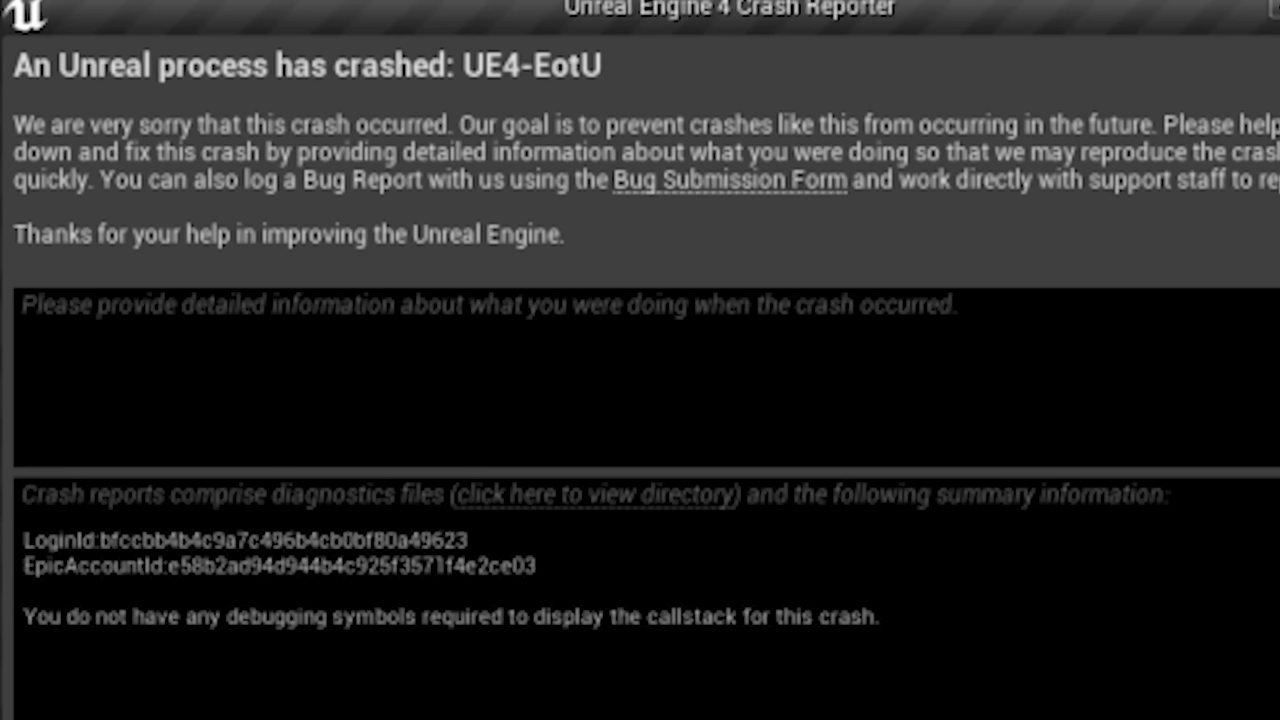 Unreal Engine 4 Crash Reporter
An Unreal process has crashed: UE4-EotU
We are very sorry that this crash occurred. Our goal is to prevent crashes like this from occurring in the future. Please help
down and fix this crash by providing detailed information about what you were doing so that we may reproduce the cras
quickly. You can also log a Bug Report with us using the Bug Submission Form and work directly with support staff to re
Thanks for your help in improving the Unreal Engine.
Please provide detailed information about what you were doing when the crash occurred.
Crash reports comprise diagnostics files (click here to view directory) and the following summary information:
LoginId:bfccbb4b4c9a7c496b4cb0bf80a49623
EpicAccountId:e58b2ad94d944b4c925f3571f4e2ce03
You do not have any debugging symbols required to display the callstack for this crash.